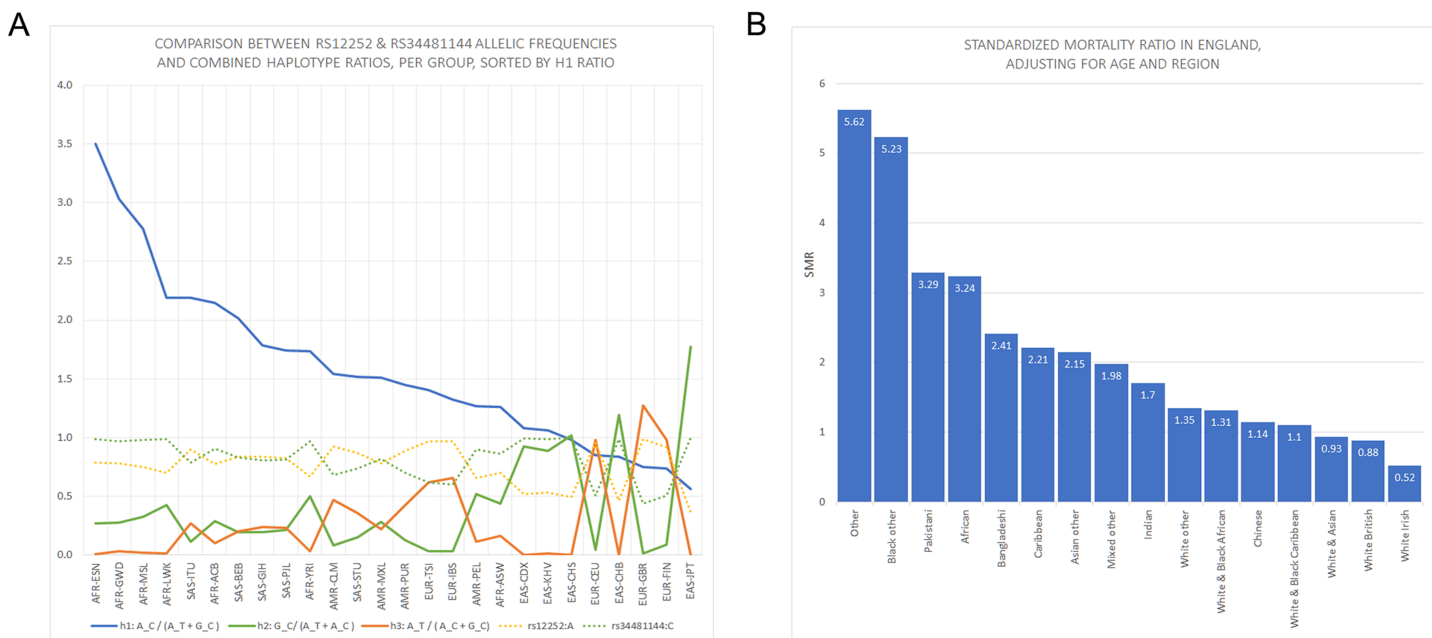 A
COMPARISON BETWEEN RS12252 & RS34481144 ALLELIC FREQUENCIES
AND COMBINED HAPLOTYPE RATIOS, PER GROUP, SORTED BY H1 RATIO
4.0
3.5
3.0
2.5
2.0
1.5
1.0
0.5
0.0
AFR-ESN
AFR-GWD
AFR-MSL
AFR-LWK
SAS-ITU
AFR-ACB
SAS-BEB
SAS-GIH
SAS-PJL
AFR-YRI
AMR-CLM
SAS-STU
AMR-MXL
AMR-PUR
EUR-TSI
EUR-IBS
AMR-PEL
AFR-ASW
EAS-CDX
EAS-KHV
EAS-CHS
EUR-CEU
EAS-CHB
EUR-GBR
EUR-FIN
EAS-JPT
h1: A_C / (A_T + G_C )
h2: G_C/ (A_T + A_C )
h3: A_T / (A_C + G_C)
rs12252:A
rs34481144:C
B
STANDARDIZED MORTALITY RATIO IN ENGLAND,
ADJUSTING FOR AGE AND REGION
SMR
6
5
4
3
2
1
0
5.62
5.23
3.29
3.24
2.41
2.21
2.15
1.98
1.7
1.35
1.31
1.14
1.1
0.93
0.88
0.52
Other
Black other
Pakistani
African
Bangladeshi
Caribbean
Asian other
Mixed other
Indian
White other
White & Black African
Chinese
White & Black Caribbean
White & Asian
White British
White Irish